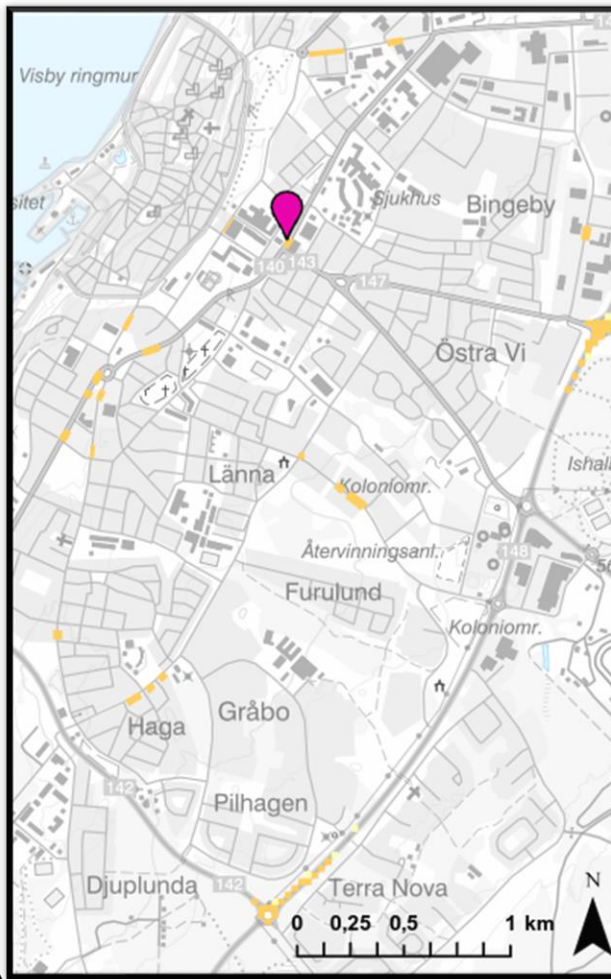 Visby ringmur
sitet
Sjukhus
Bingeby
140 143
147
Östra Vi
Länna
Koloniomr.
Ishall
Återvinningsanl.
148
Furulund
Koloniomr.
Gråbo
Haga
142
Pilhagen
Djuplunda
142
Terra Nova
N
0 0,25 0,5 1 km